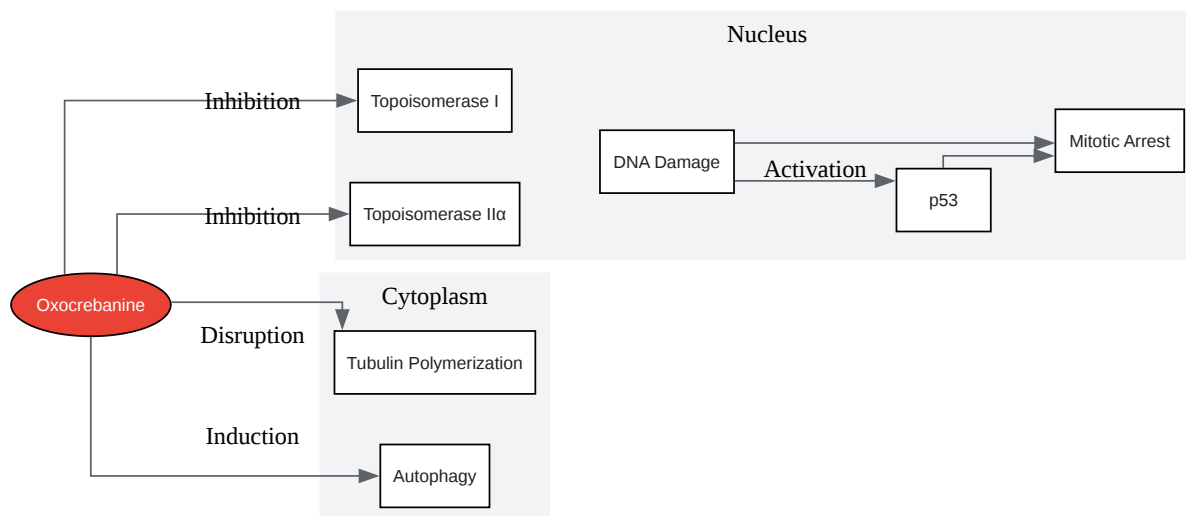 Nucleus
Inhibition
Topoisomerase I
DNA Damage
Activation
Mitotic Arrest
p53
Inhibition
Topoisomerase IIα
Oxocrebanine
Cytoplasm
Disruption
Tubulin Polymerization
Induction
Autophagy